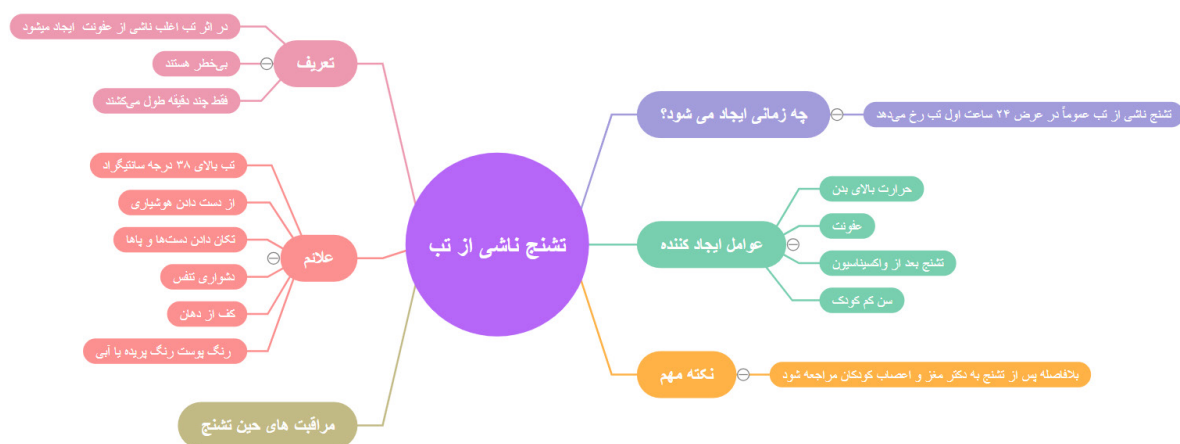 تشنج ناشی از تب
چه زمانی ایجاد می شود؟
تشنج ناشی از تب عموماً در عرض ۲۴ ساعت اول تب رخ می‌دهد
عوامل ایجاد کننده
حرارت بالای بدن
عفونت
تشنج بعد از واکسیناسیون
سن کم کودک
نکته مهم
بلافاصله پس از تشنج به دکتر مغز و اعصاب کودکان مراجعه شود
تعریف
در اثر تب اغلب ناشی از عفونت ایجاد میشود
بی‌خطر هستند
فقط چند دقیقه طول می‌کشند
علائم
تب بالای ۳۸ درجه سانتیگراد
از دست دادن هوشیاری
تکان دادن دست‌ها و پاها
دشواری تنفس
کف از دهان
رنگ پوست رنگ پریده یا آبی
مراقبت های حین تشنج